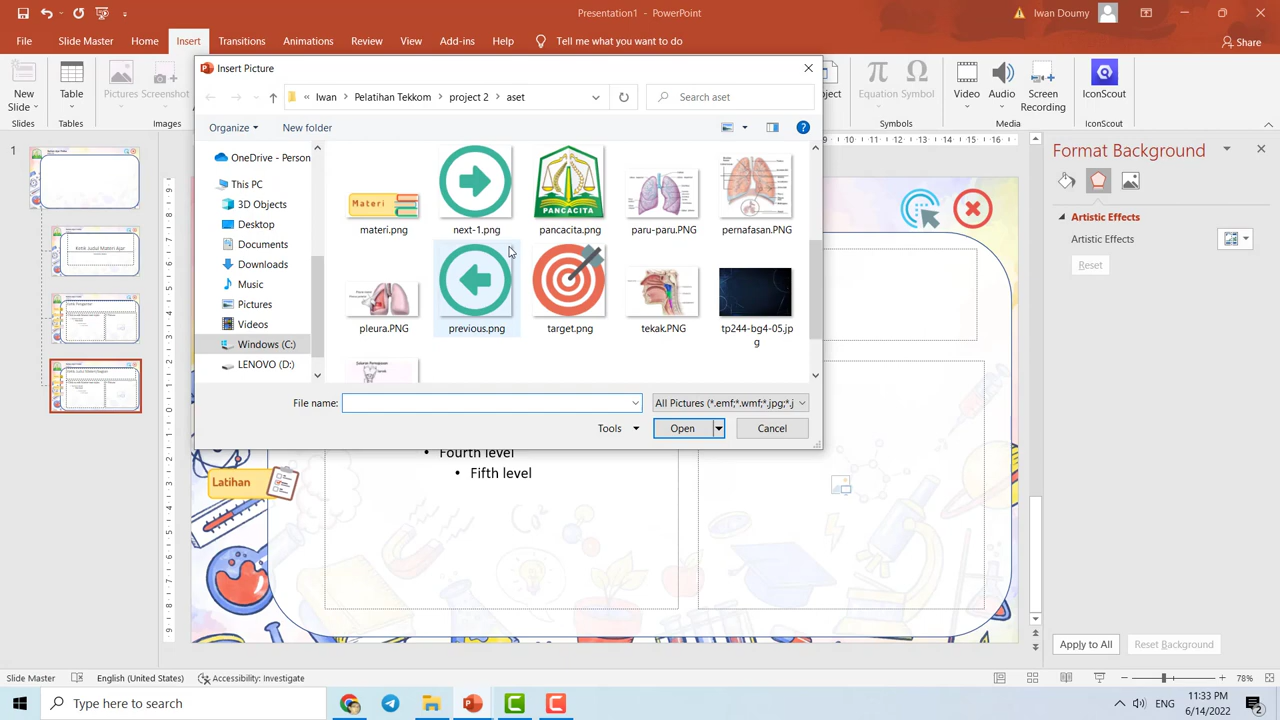 Presentation1 - PowerPoint
Iwan Doumy
File
Slide Master
Home
Insert
Transitions
Animations
Review
View
Add-ins
Help
Tell me what you want to do
Share
New Slide
Table
Pictures
Screenshot
Equation
Symbol
Video
Audio
Screen Recording
IconScout
Slides
Tables
Images
Symbols
Media
IconScout
Insert Picture
« Iwan > Pelatihan Tekkom > project 2 > aset
Search aset
Organize
New folder
OneDrive - Person
This PC
3D Objects
Desktop
Documents
Downloads
Music
Pictures
Videos
Windows (C:)
LENOVO (D:)
Materi
PANCACITA
materi.png
next-1.png
pancacita.png
paru-paru.PNG
pernafasan.PNG
pleura.PNG
previous.png
target.png
tekak.PNG
tp244-bg4-05.jpg
File name:
All Pictures (*.emf;*.wmf;*.jpg;*.j
Tools
Open
Cancel
1
Ketik Judul Materi Ajar
Fourth level
• Fifth level
Latihan
Format Background
Artistic Effects
Artistic Effects
Reset
Apply to All
Reset Background
Slide Master
English (United States)
Accessibility: Investigate
78%
Type here to search
ENG
11:33 PM
6/14/2022
2